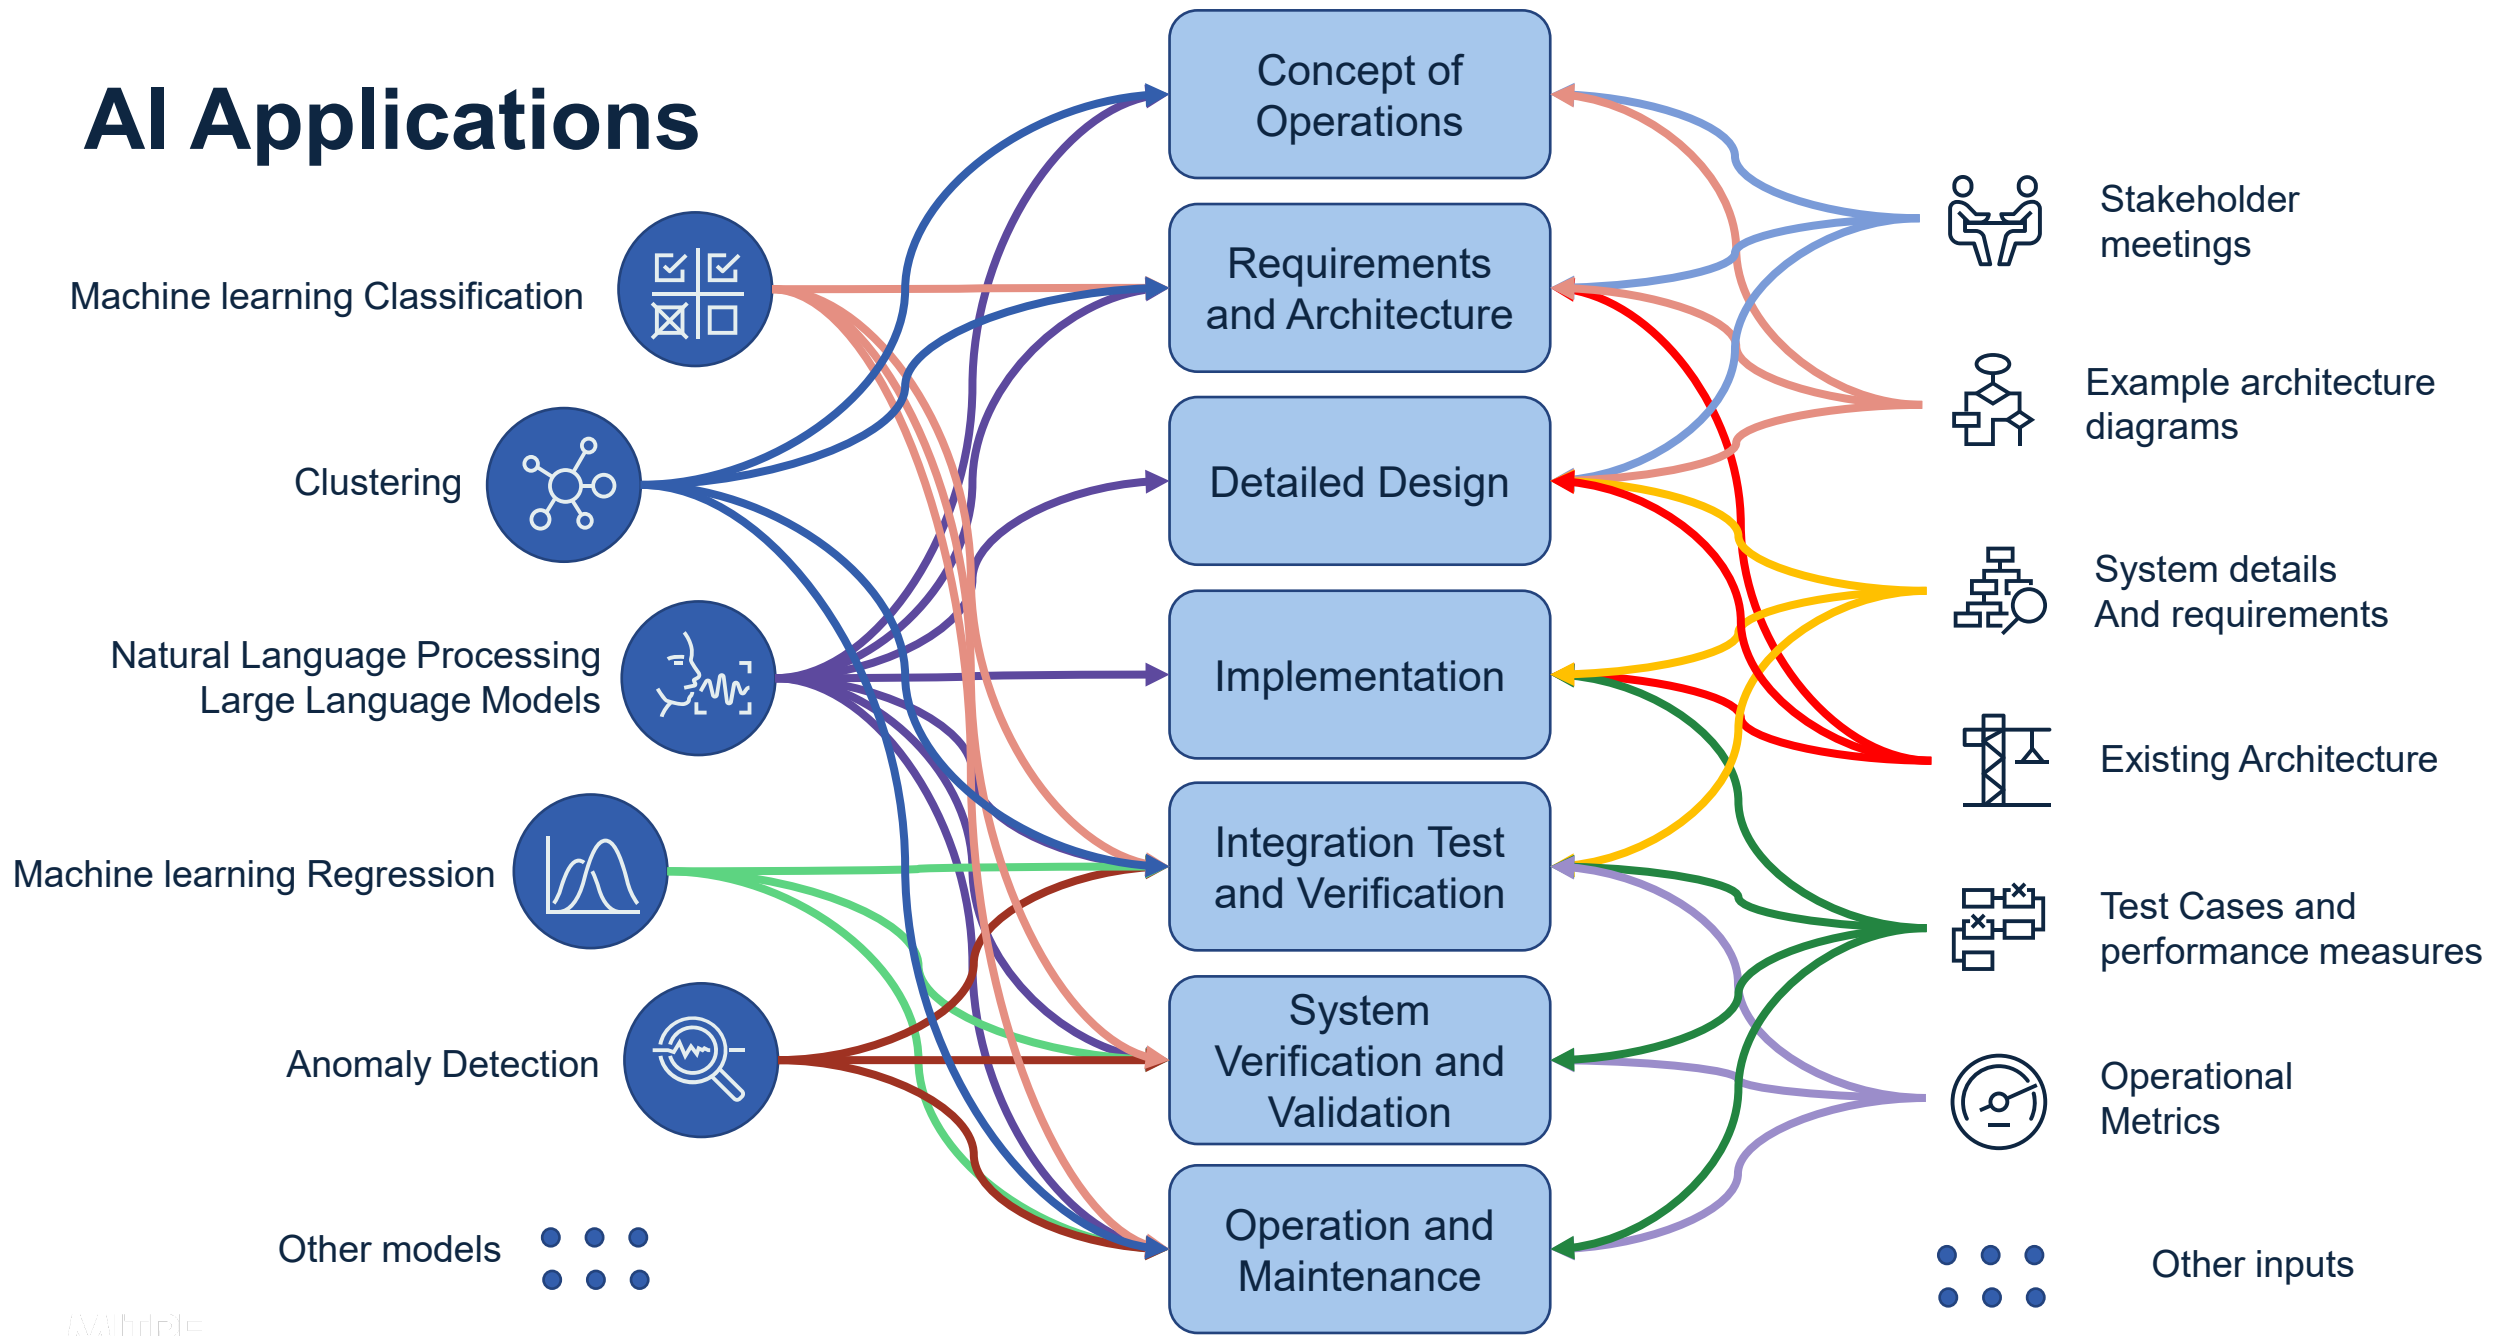 AI Applications
Machine learning Classification
Clustering
Natural Language Processing
Large Language Models
Machine learning Regression
Anomaly Detection
Other models
Concept of
Operations
Requirements
and Architecture
Detailed Design
Implementation
Integration Test
and Verification
System
Verification and
Validation
Operation and
Maintenance
Stakeholder
meetings
Example architecture
diagrams
System details
And requirements
Existing Architecture
Test Cases and
performance measures
Operational
Metrics
Other inputs
MITRE